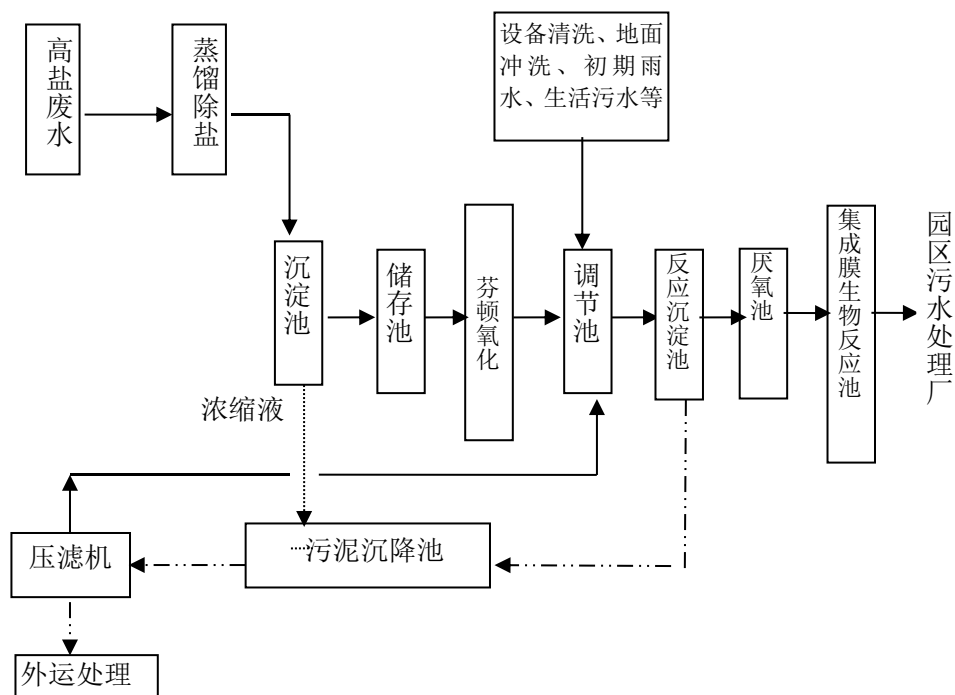 高盐废水
蒸馏除盐
设备清洗、地面
冲洗、初期雨
水、生活污水等
沉淀池
储存池
芬顿氧化
调节池
反应沉淀池
厌氧池
集成膜生物反应池
园区污水处理厂
浓缩液
压滤机
污泥沉降池
外运处理